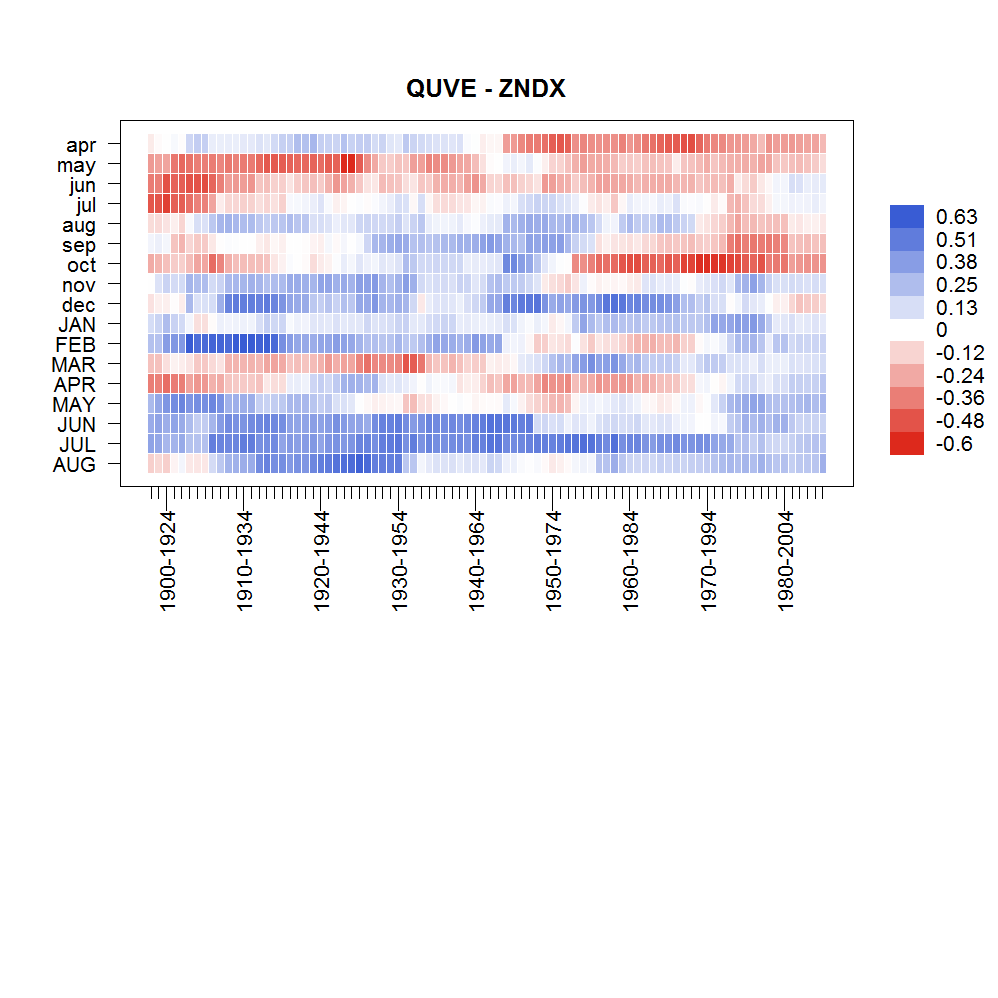 QUVE - ZNDX
apr
may
jun
jul
aug
sep
oct
nov
dec
JAN
FEB
MAR
APR
MAY
JUN
JUL
AUG
1900-1924
1910-1934
1920-1944
1930-1954
1940-1964
1950-1974
1960-1984
1970-1994
1980-2004
0.63
0.51
0.38
0.25
0.13
0
-0.12
-0.24
-0.36
-0.48
-0.6